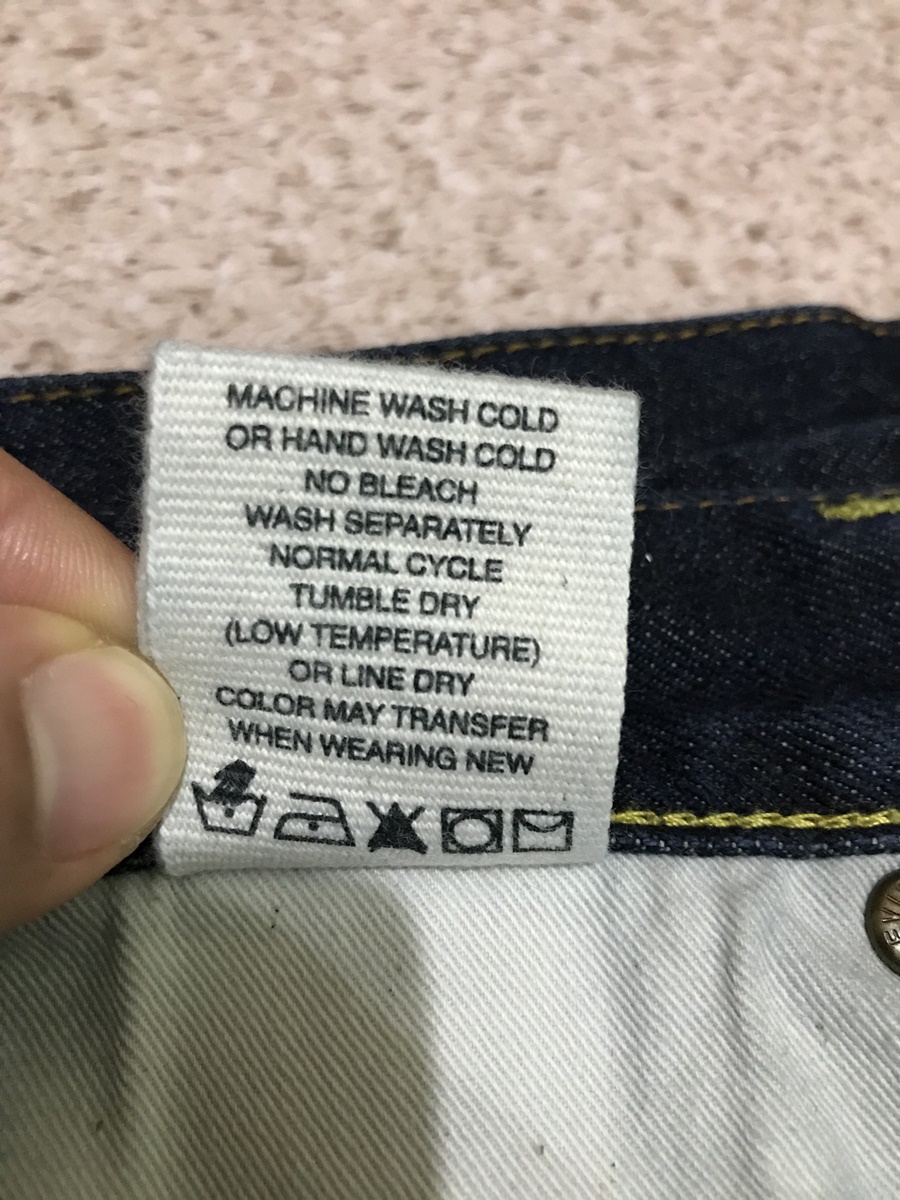 MACHINE WASH COLD
OR HAND WASH COLD
NO BLEACH
WASH SEPARATELY
NORMAL CYCLE
TUMBLE DRY
(LOW TEMPERATURE)
OR LINE DRY
COLOR MAY TRANSFER
WHEN WEARING NEW